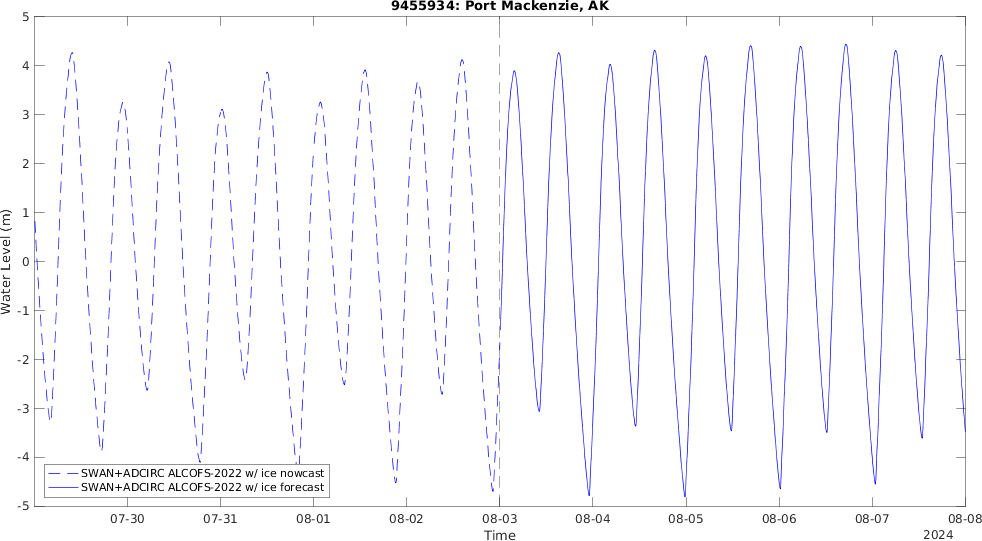 9455934: Port Mackenzie, AK
5
4
3
2
1
0
-1
-2
-3
-4
-5
Water Level (m)
SWAN+ADCIRC ALCOFS-2022 w/ ice nowcast
SWAN+ADCIRC ALCOFS-2022 w/ ice forecast
07-30 07-31 08-01 08-02 08-03 08-04 08-05 08-06 08-07 08-08
Time
2024